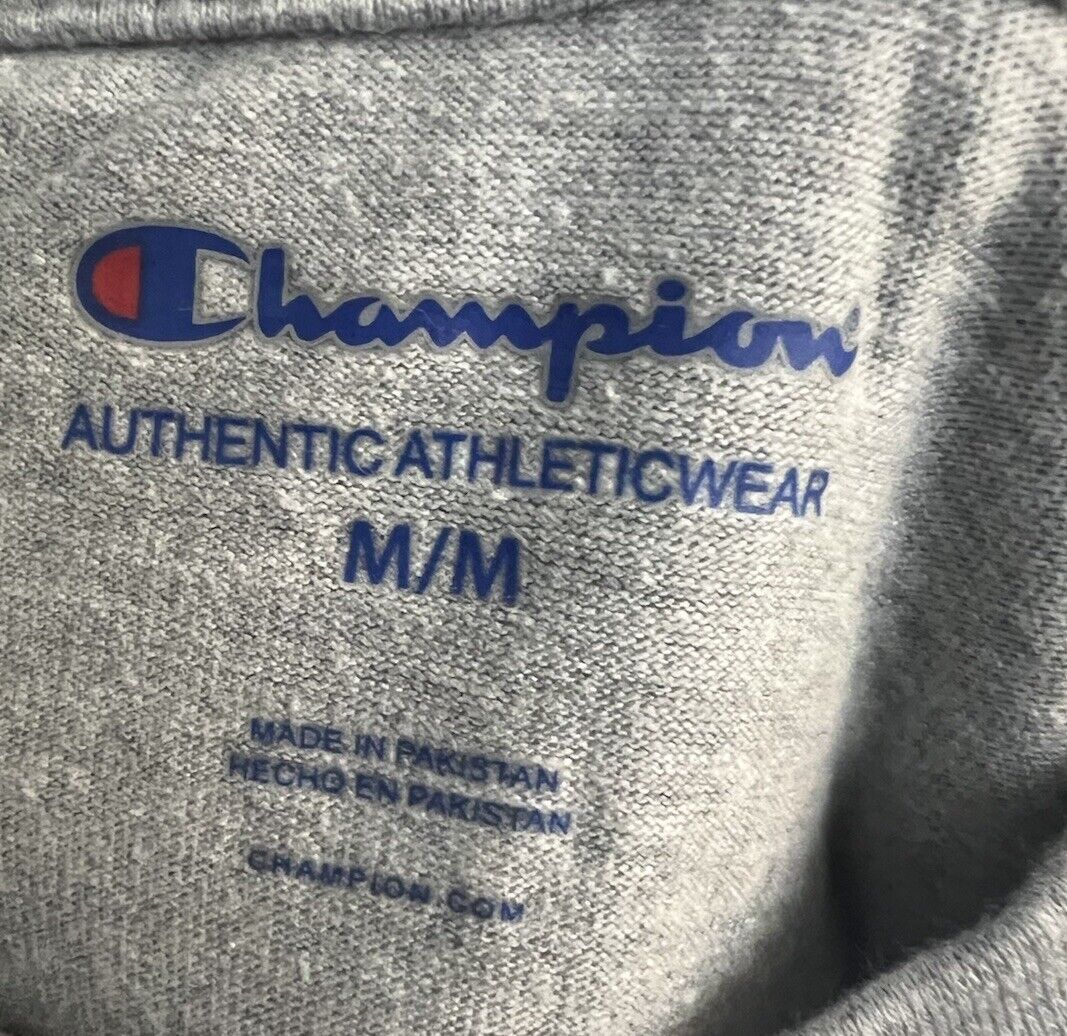 Champion
AUTHENTIC ATHLETICWEAR
M/M
MADE IN PAKISTAN
HECHO EN PAKISTAN
CHAMPION.COM